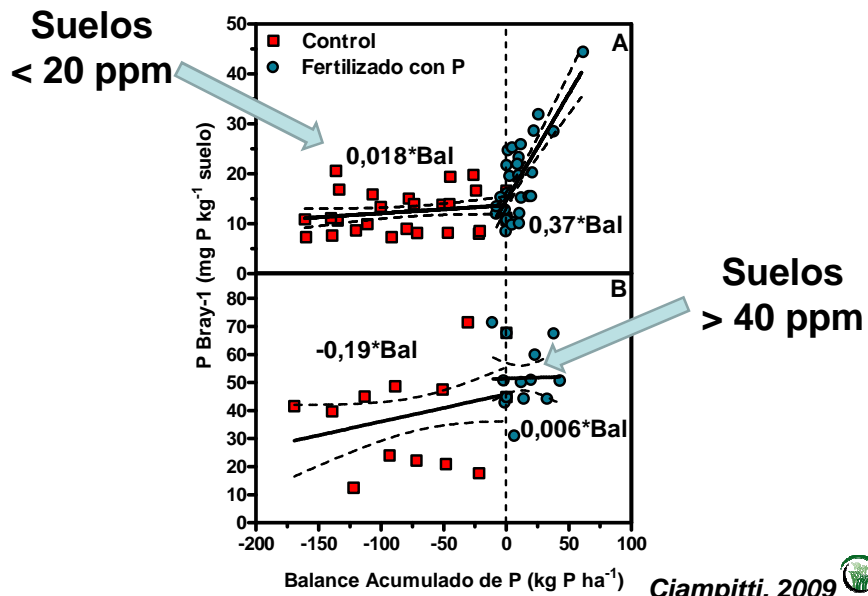 Suelos
< 20 ppm
Control
Fertilizado con P
A
0,018*Bal
0,37*Bal
50
40
30
20
10
0
P Bray-1 (mg P kg-1 suelo)
B
Suelos
> 40 ppm
-0,19*Bal
0,006*Bal
80
70
60
50
40
30
20
10
0
-200 -150 -100 -50 0 50 100
Balance Acumulado de P (kg P ha-1)
Ciampitti, 2009